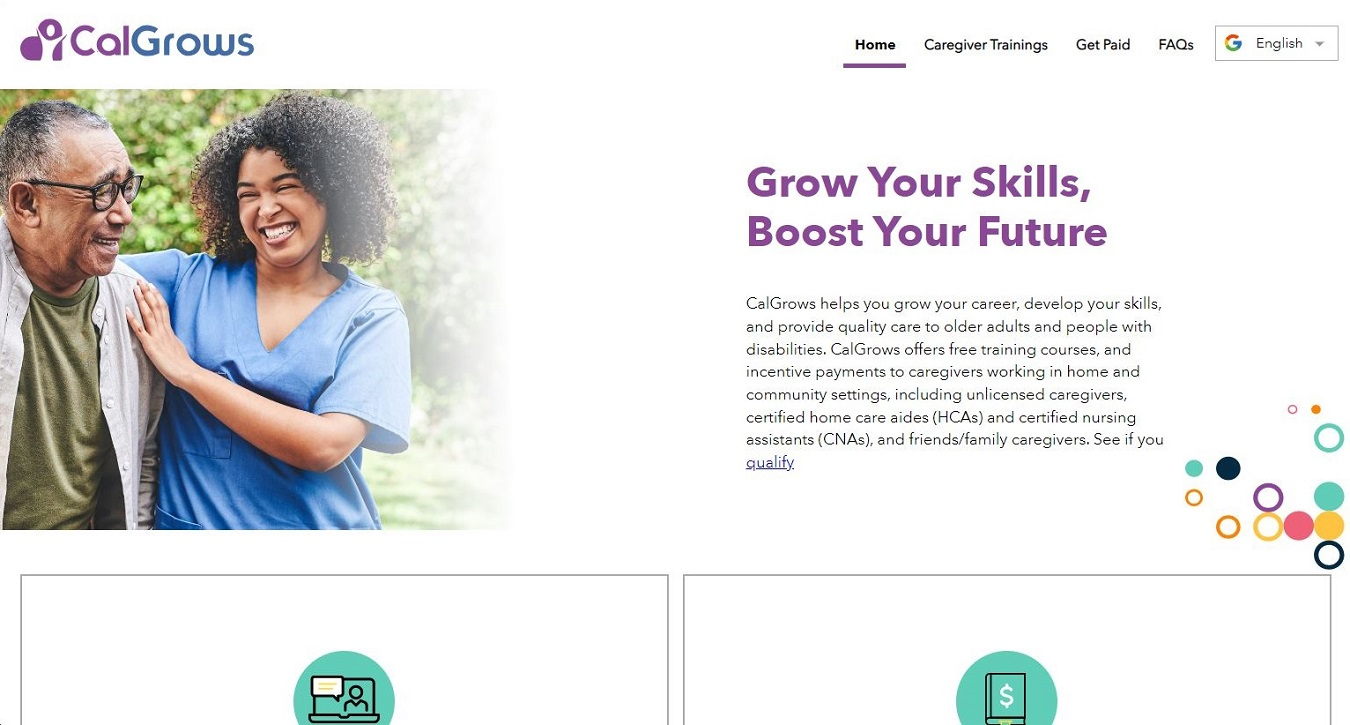 CalGrows
Home
Caregiver Trainings
Get Paid
FAQs
English
Grow Your Skills,
Boost Your Future
CalGrows helps you grow your career, develop your skills,
and provide quality care to older adults and people with
disabilities. CalGrows offers free training courses, and
incentive payments to caregivers working in home and
community settings, including unlicensed caregivers,
certified home care aides (HCAs) and certified nursing
assistants (CNAs), and friends/family caregivers. See if you
qualify
$